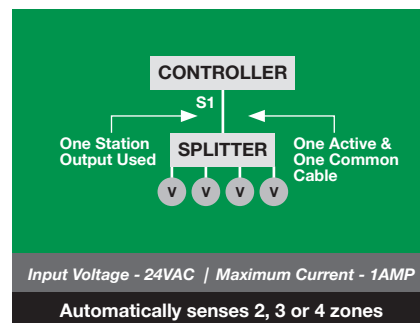 CONTROLLER
S1
One Station
Output Used
SPLITTER
One Active &
One Common
Cable
V V V V
Input Voltage - 24VAC | Maximum Current - 1AMP
Automatically senses 2, 3 or 4 zones